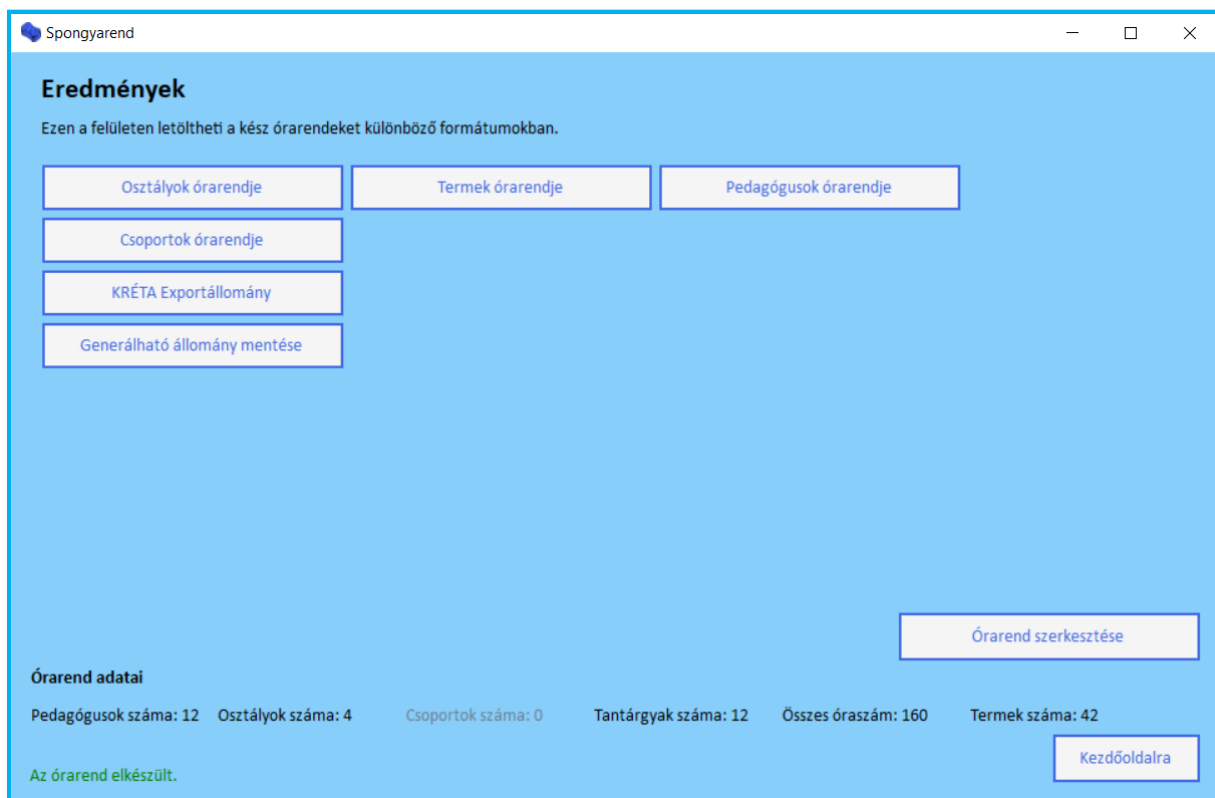 Spongyarend
Eredmények
Ezen a felületen letöltheti a kész órarendeket különböző formátumokban.
Osztályok órarendje
Termek órarendje
Pedagógusok órarendje
Csoportok órarendje
KRÉTA Exportállomány
Generálható állomány mentése
Órarend szerkesztése
Órarend adatai
Pedagógusok száma: 12 Osztályok száma: 4 Csoportok száma: 0 Tantárgyak száma: 12 Összes óraszám: 160 Termek száma: 42
Kezdőoldalra
Az órarend elkészült.